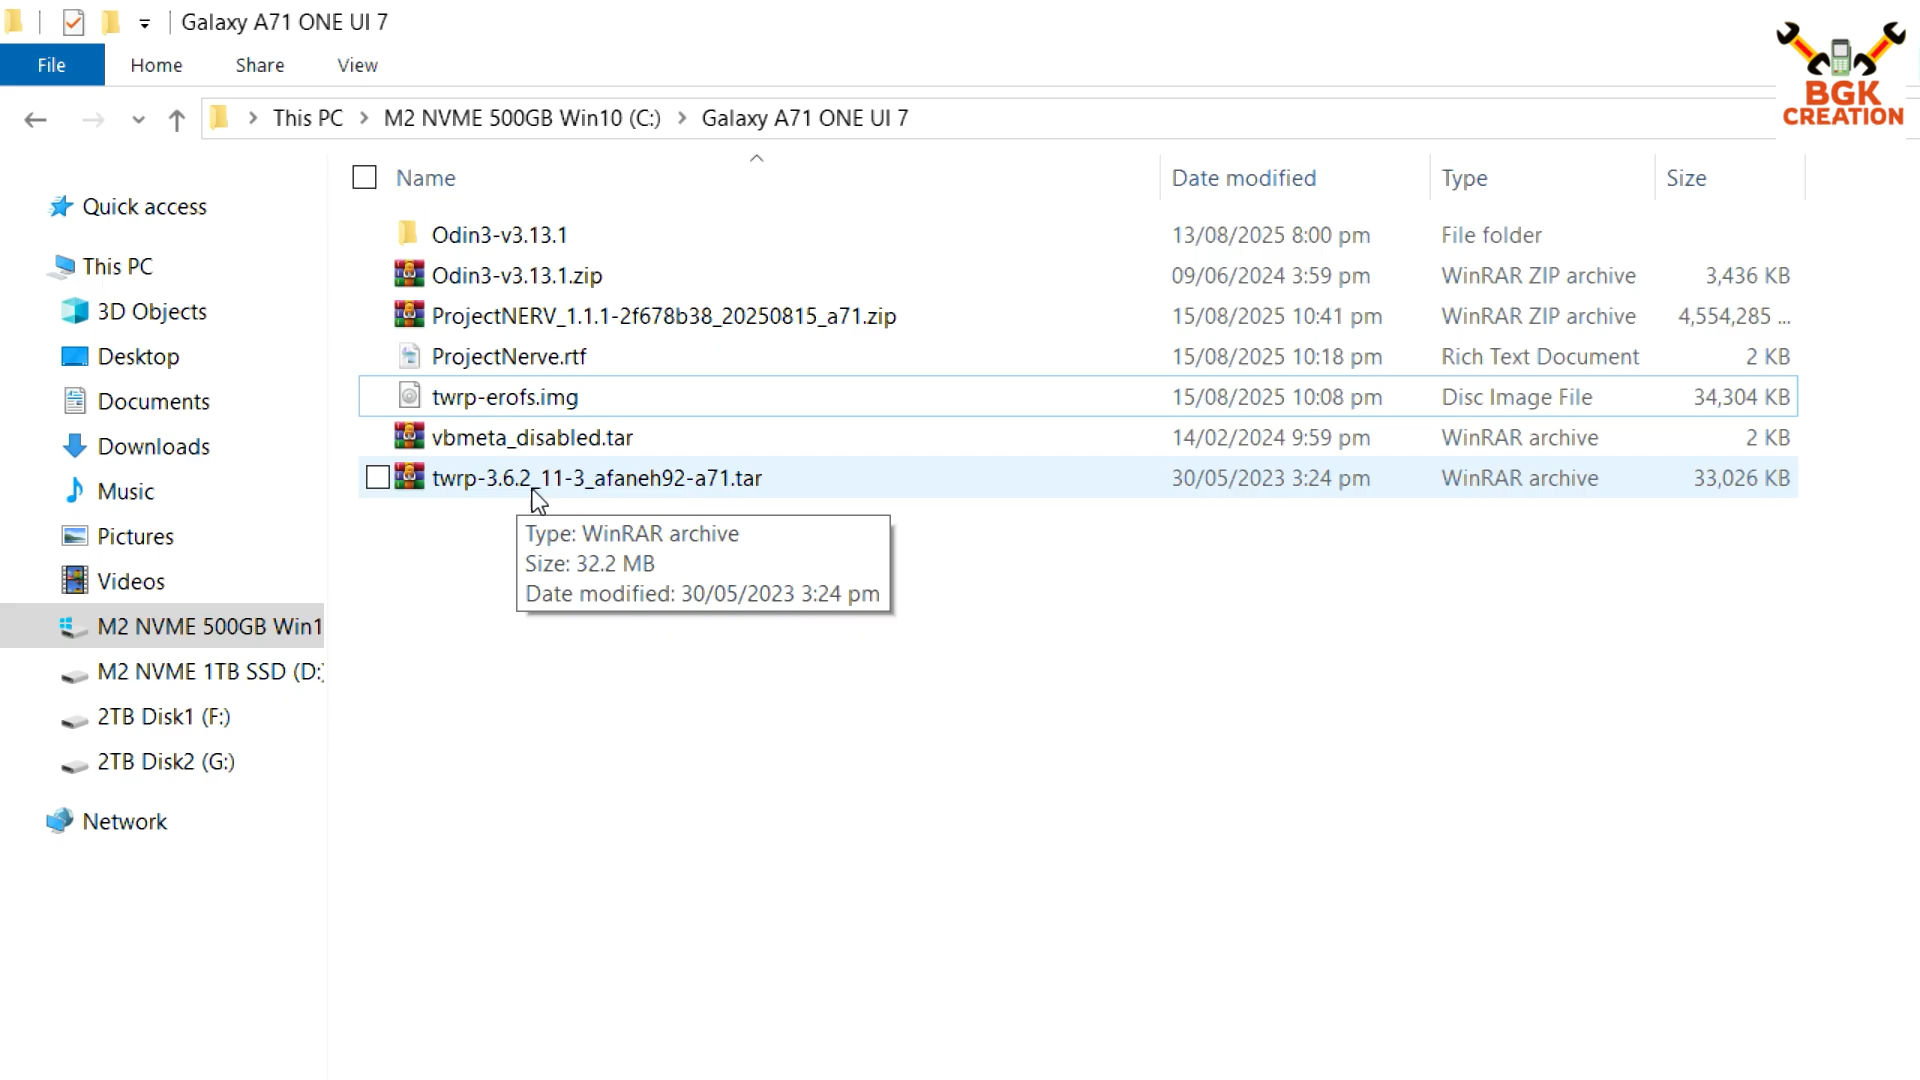 Galaxy A71 ONE UI 7
File Home Share View
This PC M2 NVME 500GB Win10 (C:) Galaxy A71 ONE UI 7
BGK
CREATION
Name Date modified Type Size
Quick access
This PC
3D Objects
Desktop
Documents
Downloads
Music
Pictures
Videos
M2 NVME 500GB Win1
M2 NVME 1TB SSD (D:)
2TB Disk1 (F:)
2TB Disk2 (G:)
Network
Odin3-v3.13.1 13/08/2025 8:00 pm File folder
Odin3-v3.13.1.zip 09/06/2024 3:59 pm WinRAR ZIP archive 3,436 KB
ProjectNERV_1.1.1-2f678b38_20250815_a71.zip 15/08/2025 10:41 pm WinRAR ZIP archive 4,554,285 ...
ProjectNerve.rtf 15/08/2025 10:18 pm Rich Text Document 2 KB
twrp-erofs.img 15/08/2025 10:08 pm Disc Image File 34,304 KB
vbmeta_disabled.tar 14/02/2024 9:59 pm WinRAR archive 2 KB
twrp-3.6.2_11-3_afaneh92-a71.tar 30/05/2023 3:24 pm WinRAR archive 33,026 KB
Type: WinRAR archive
Size: 32.2 MB
Date modified: 30/05/2023 3:24 pm